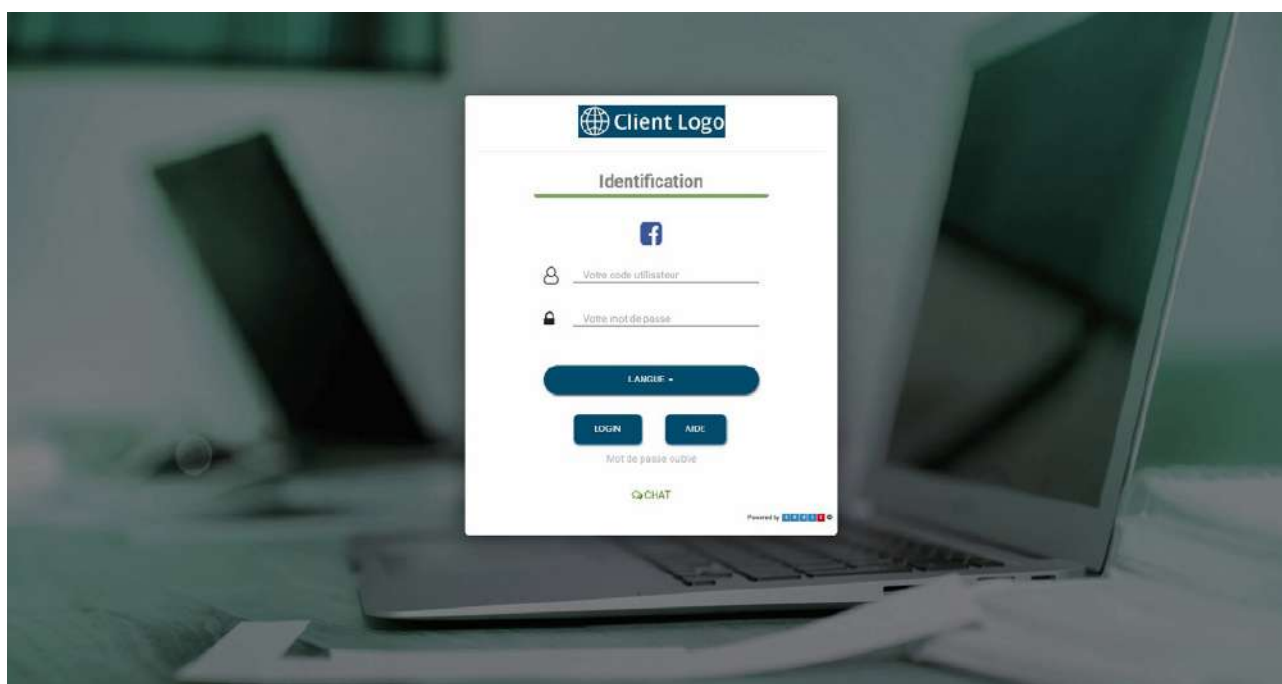 Client Logo
Identification
Votre code utilisateur
Votre mot de passe
LANGUE
LOGIN AIDE
Mot de passe oublié
CHAT
Powered by